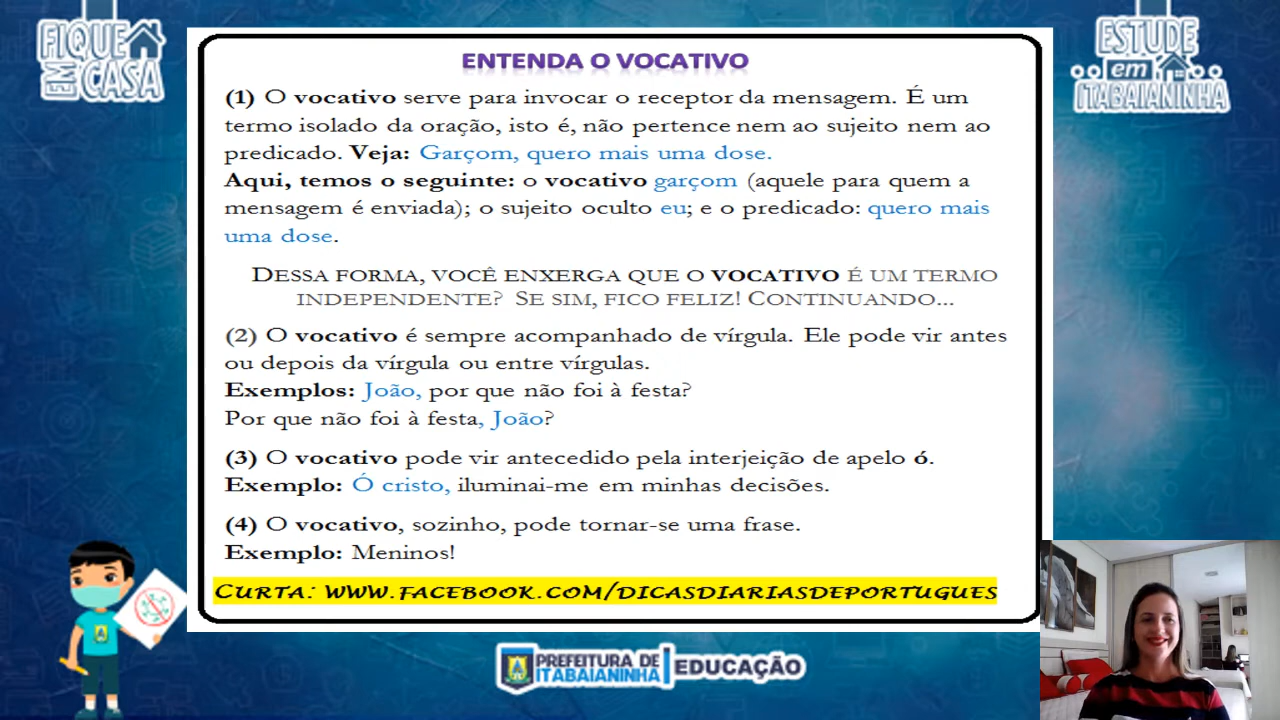 FIQUE
EM
CASA
ESTUDE
em
ITABAIANINHA
ENTENDA O VOCATIVO
(1) O vocativo serve para invocar o receptor da mensagem. É um
termo isolado da oração, isto é, não pertence nem ao sujeito nem ao
predicado. Veja: Garçom, quero mais uma dose.
Aqui, temos o seguinte: o vocativo garçom (aquele para quem a
mensagem é enviada); o sujeito oculto eu; e o predicado: quero mais
uma dose.
DESSA FORMA, VOCÊ ENXERGA QUE O VOCATIVO É UM TERMO
INDEPENDENTE? SE SIM, FICO FELIZ! CONTINUANDO...
(2) O vocativo é sempre acompanhado de vírgula. Ele pode vir antes
ou depois da vírgula ou entre vírgulas.
Exemplos: João, por que não foi à festa?
Por que não foi à festa, João?
(3) O vocativo pode vir antecedido pela interjeição de apelo ó.
Exemplo: Ó cristo, iluminai-me em minhas decisões.
(4) O vocativo, sozinho, pode tornar-se uma frase.
Exemplo: Meninos!
CURTA: WWW.FACEBOOK.COM/DICASDIARIASDEPORTUGUES
PREFEITURA DE
ITABAIANINHA
EDUCAÇÃO